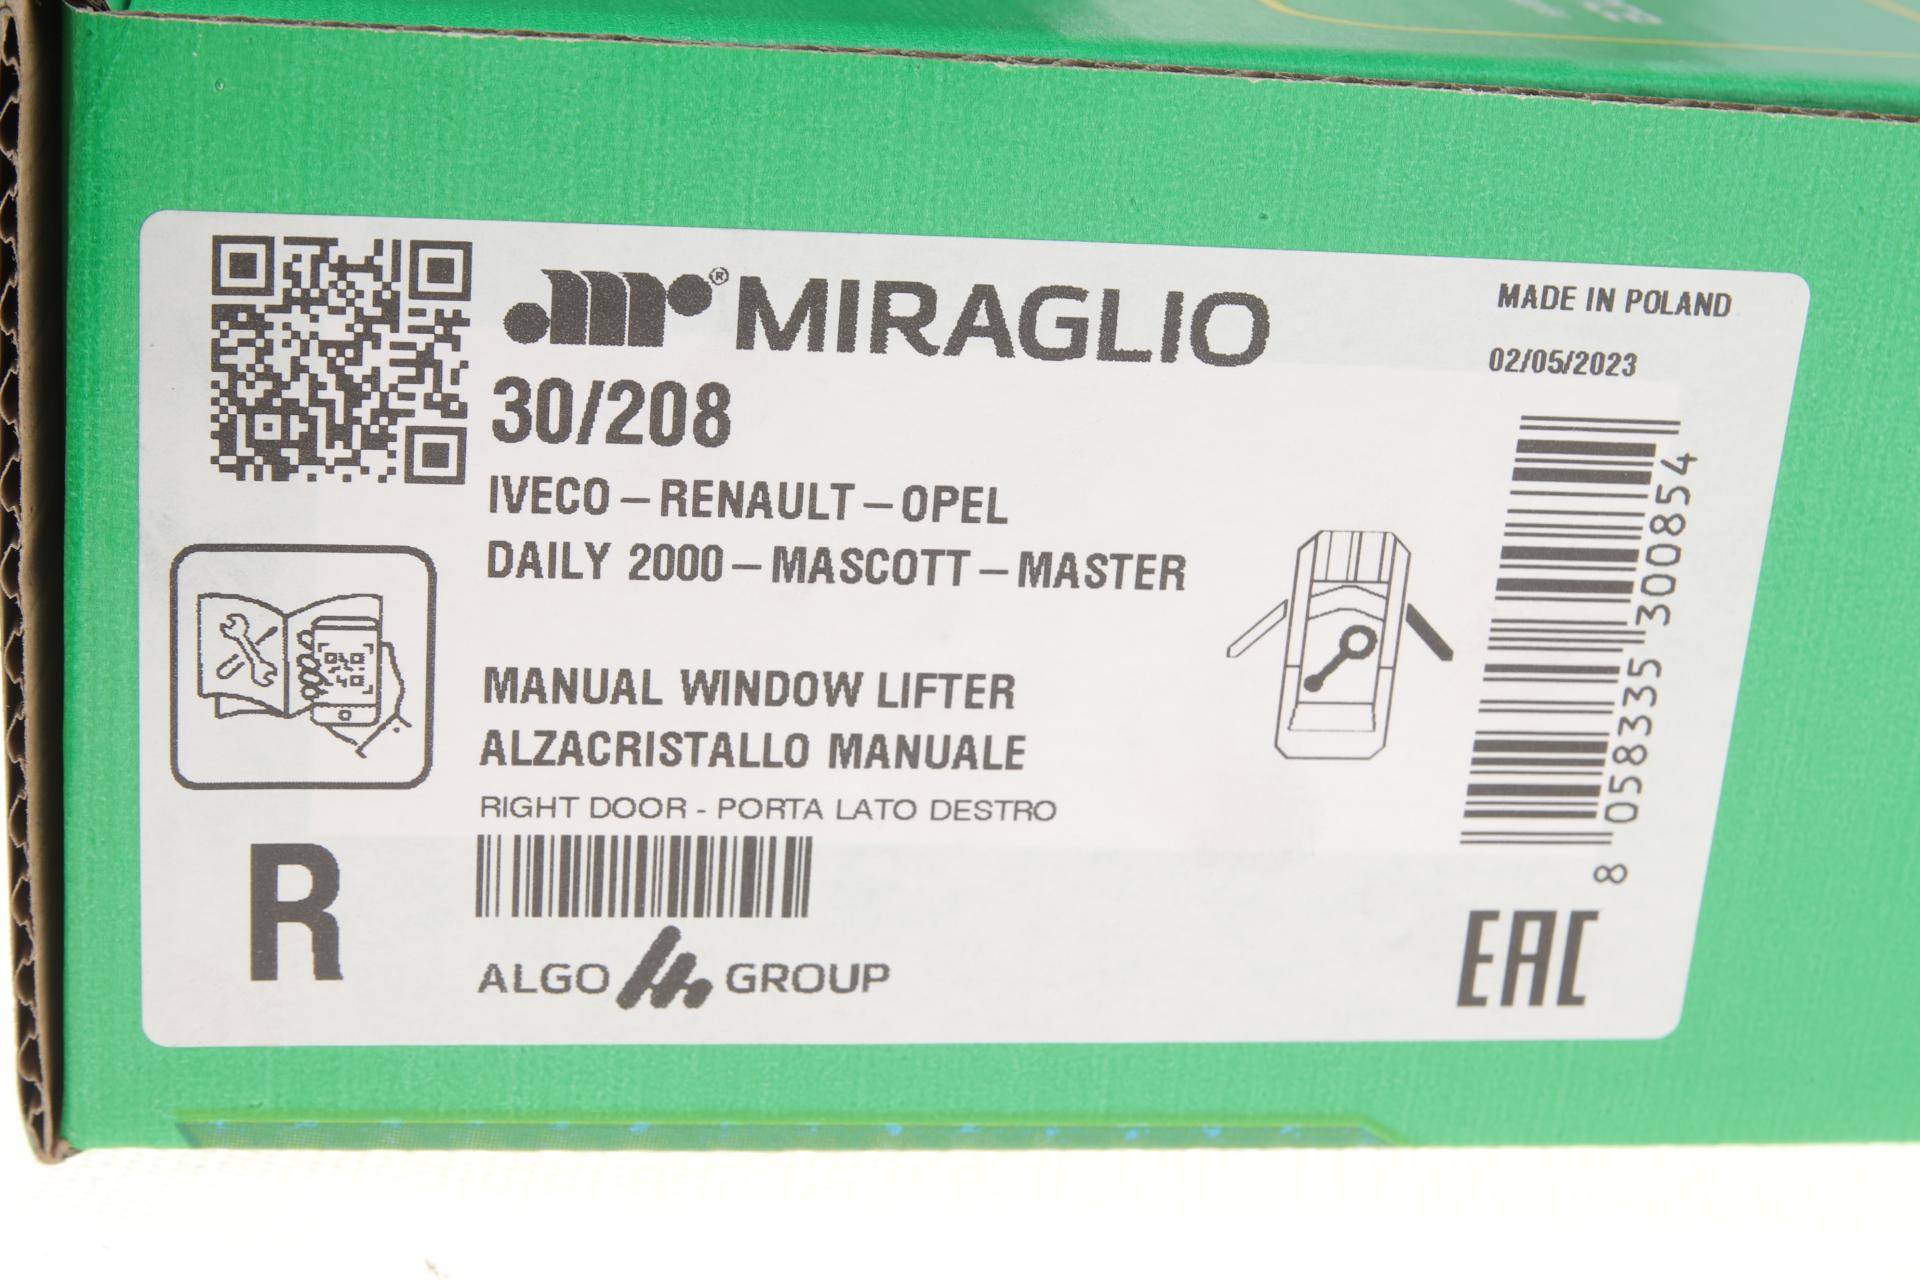 ® MIRAGLIO
MADE IN POLAND
02/05/2023
30/208
IVECO – RENAULT – OPEL
DAILY 2000 – MASCOTT – MASTER
MANUAL WINDOW LIFTER
ALZACRISTALLO MANUALE
RIGHT DOOR - PORTA LATO DESTRO
R
ALGO GROUP
8 058335 300854
EAC